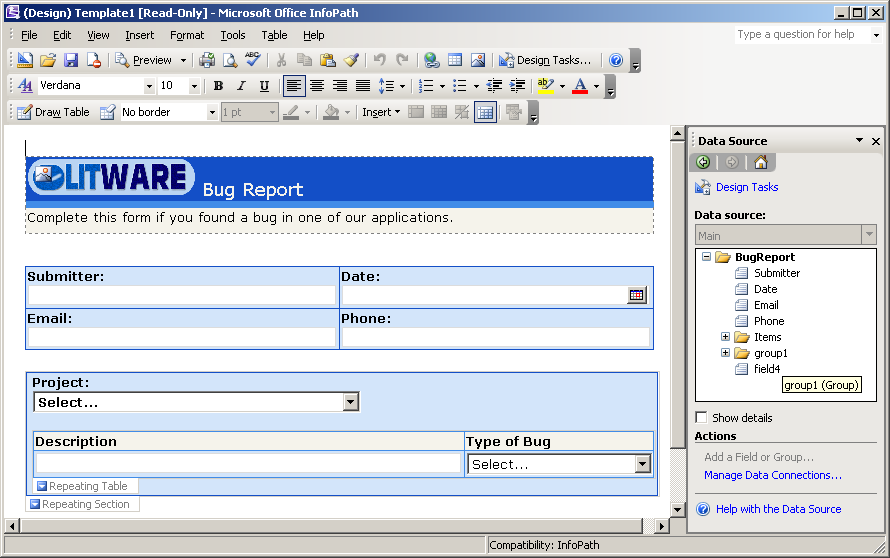 (Design) Template1 [Read-Only] - Microsoft Office InfoPath
File Edit View Insert Format Tools Table Help Type a question for help
Preview Design Tasks...
Verdana 10 B I U ab
Draw Table No border 1 pt Insert
Data Source
Design Tasks
Data source:
Main
BugReport
Submitter
Date
Email
Phone
Items
group1
field4
group1 (Group)
Show details
Actions
Add a Field or Group...
Manage Data Connections...
Help with the Data Source
LITWARE Bug Report
Complete this form if you found a bug in one of our applications.
Submitter: Date:
Email: Phone:
Project:
Select...
Description Type of Bug
Select...
Repeating Table
Repeating Section
Compatibility: InfoPath